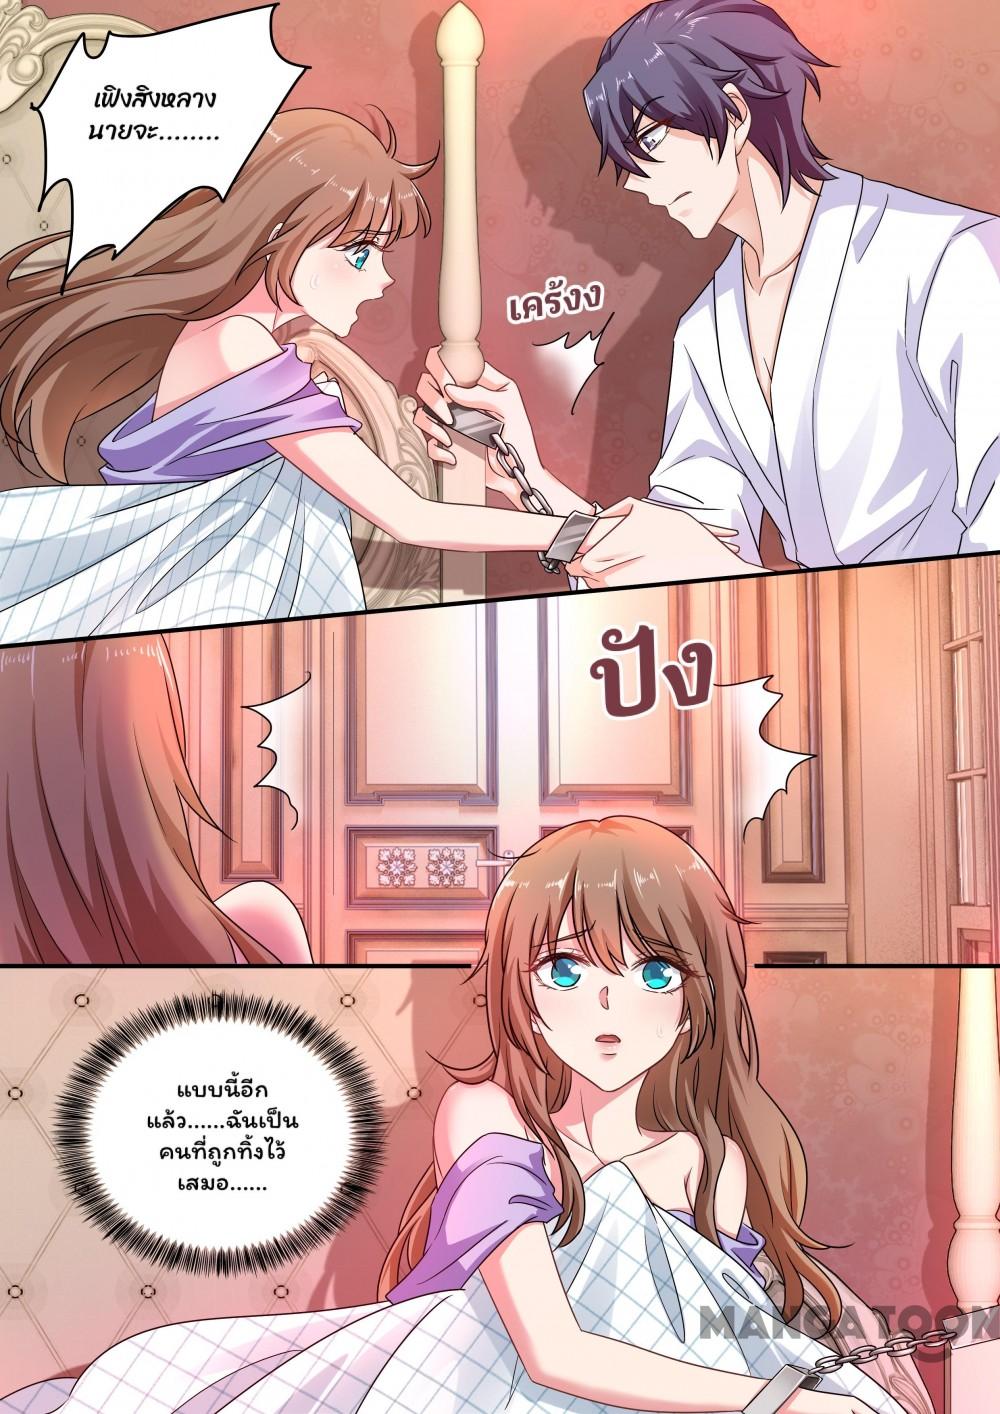 เฟิงสิงหลาง
นายจะ........
เคร้งง
ปัง
แบบนี้อีก
แล้ว......ฉันเป็น
คนที่ถูกทิ้งไว้
เสมอ......
MANGATOON